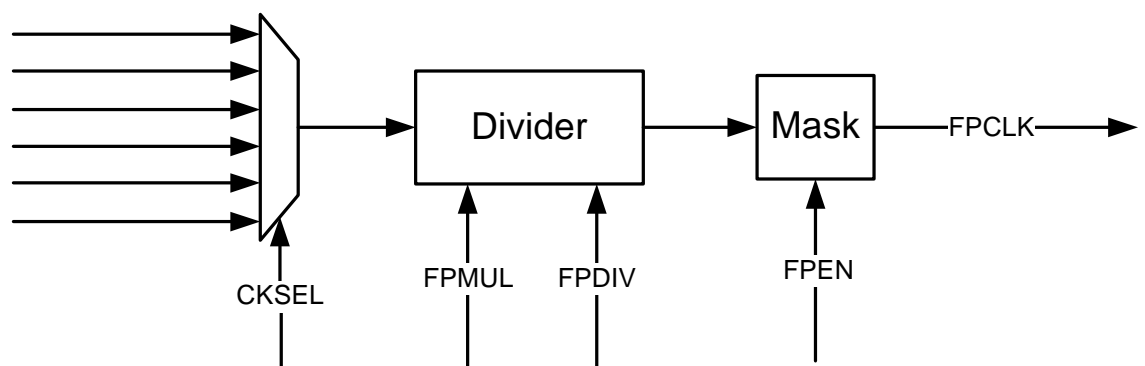 Divider
Mask
FPCLK
FPMUL
FPDIV
FPEN
CKSEL